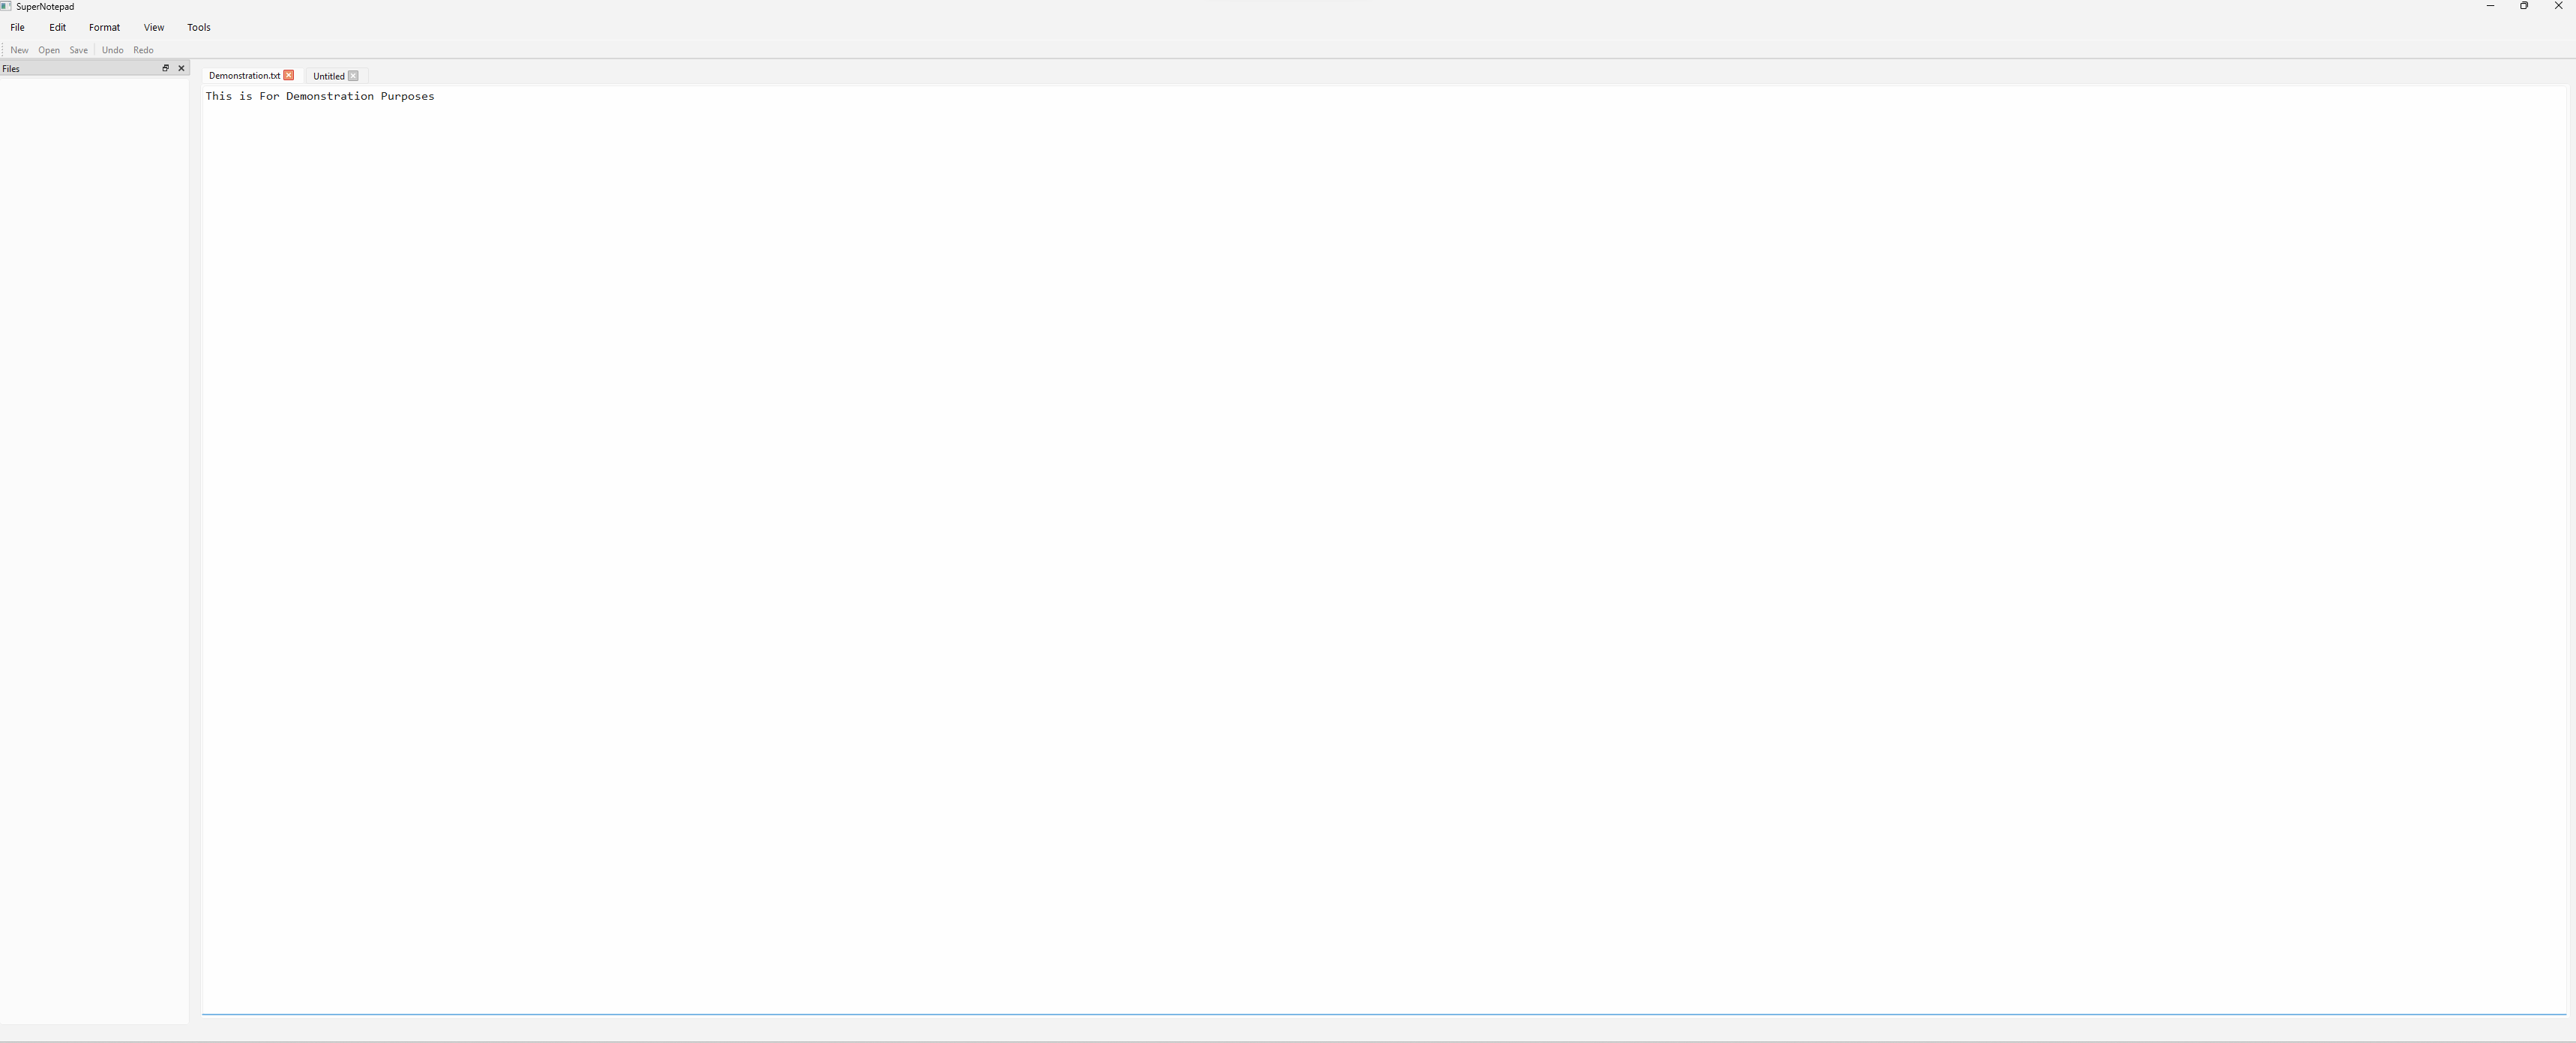 SuperNotepad
File Edit Format View Tools
New Open Save Undo Redo
Files
Demonstration.txt Untitled
This is For Demonstration Purposes